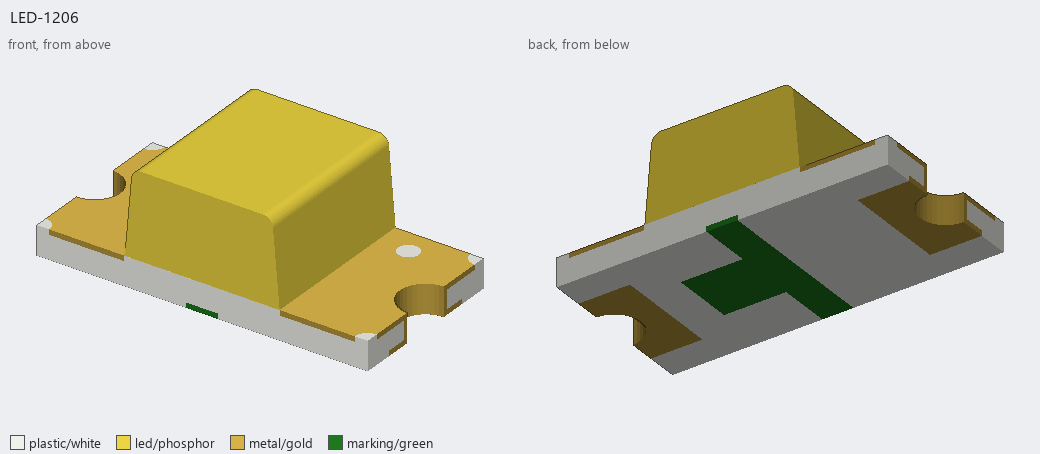 LED-1206
front, from above
back, from below
plastic/white
led/phosphor
metal/gold
marking/green